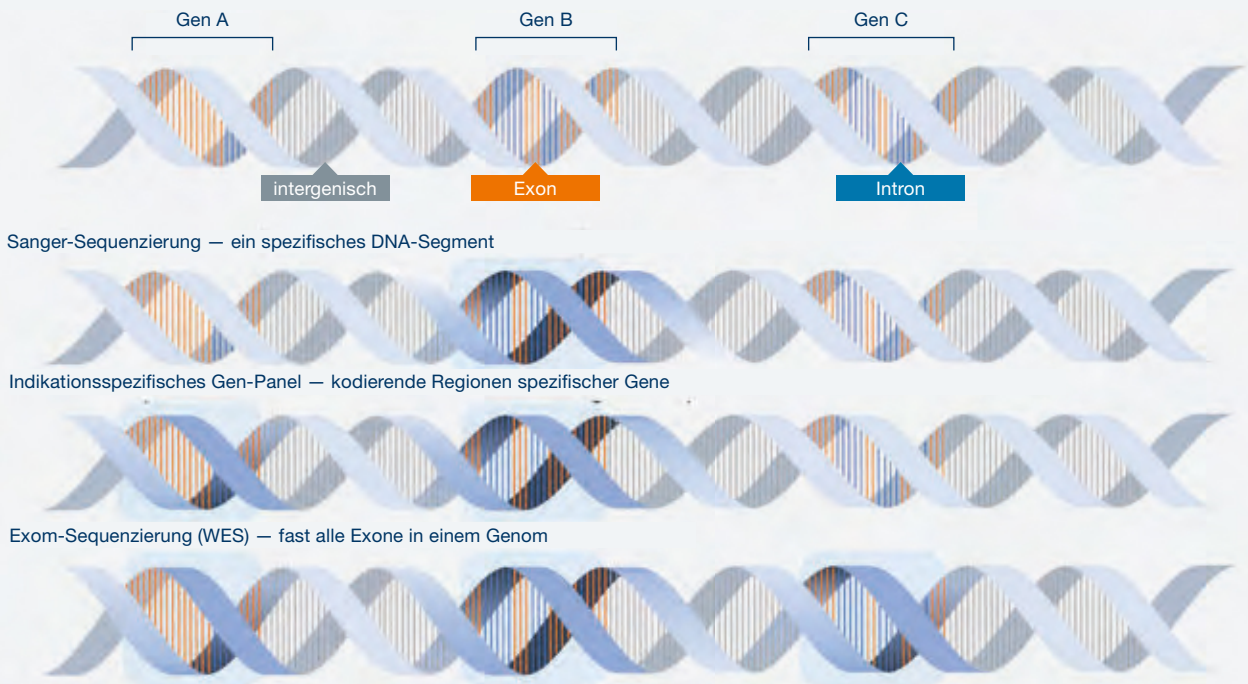 Gen A
Gen B
Gen C
intergenisch
Exon
Intron
Sanger-Sequenzierung — ein spezifisches DNA-Segment
Indikationsspezifisches Gen-Panel — kodierende Regionen spezifischer Gene
Exom-Sequenzierung (WES) — fast alle Exone in einem Genom